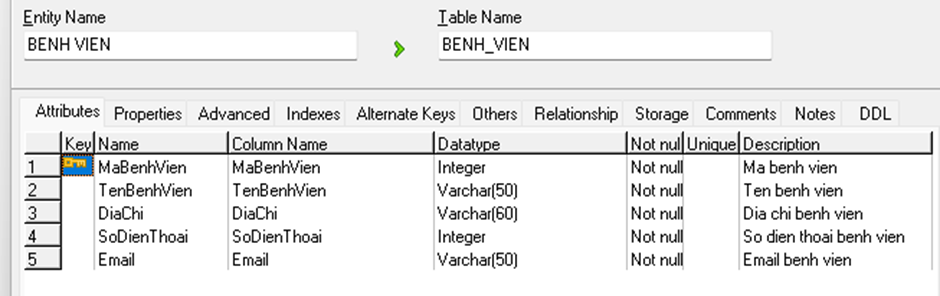 Entity Name Table Name
BENH VIEN BENH_VIEN
Attributes Properties Advanced Indexes Alternate Keys Others Relationship Storage Comments Notes DDL
Key Name Column Name Datatype Not nul Unique Description
1 MaBenhVien MaBenhVien Integer Not null Ma benh vien
2 TenBenhVien TenBenhVien Varchar(50) Not null Ten benh vien
3 DiaChi DiaChi Varchar(60) Not null Dia chi benh vien
4 SoDienThoai SoDienThoai Integer Not null So dien thoai benh vien
5 Email Email Varchar(50) Not null Email benh vien